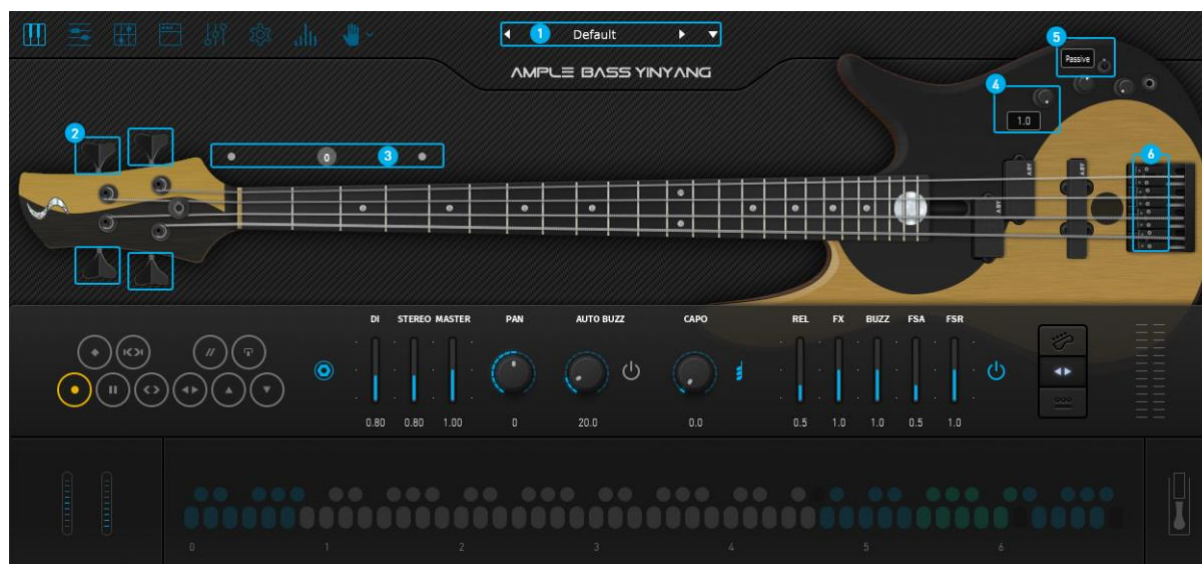 1 Default
AMPLE BASS YINYANG
5
Passive
4
1.0
2
0 3
6
DI STEREO MASTER PAN AUTO BUZZ CAPO REL FX BUZZ FSA FSR
0.80 0.80 1.00 0 20.0 0.0 0.5 1.0 1.0 0.5 1.0
0 1 2 3 4 5 6